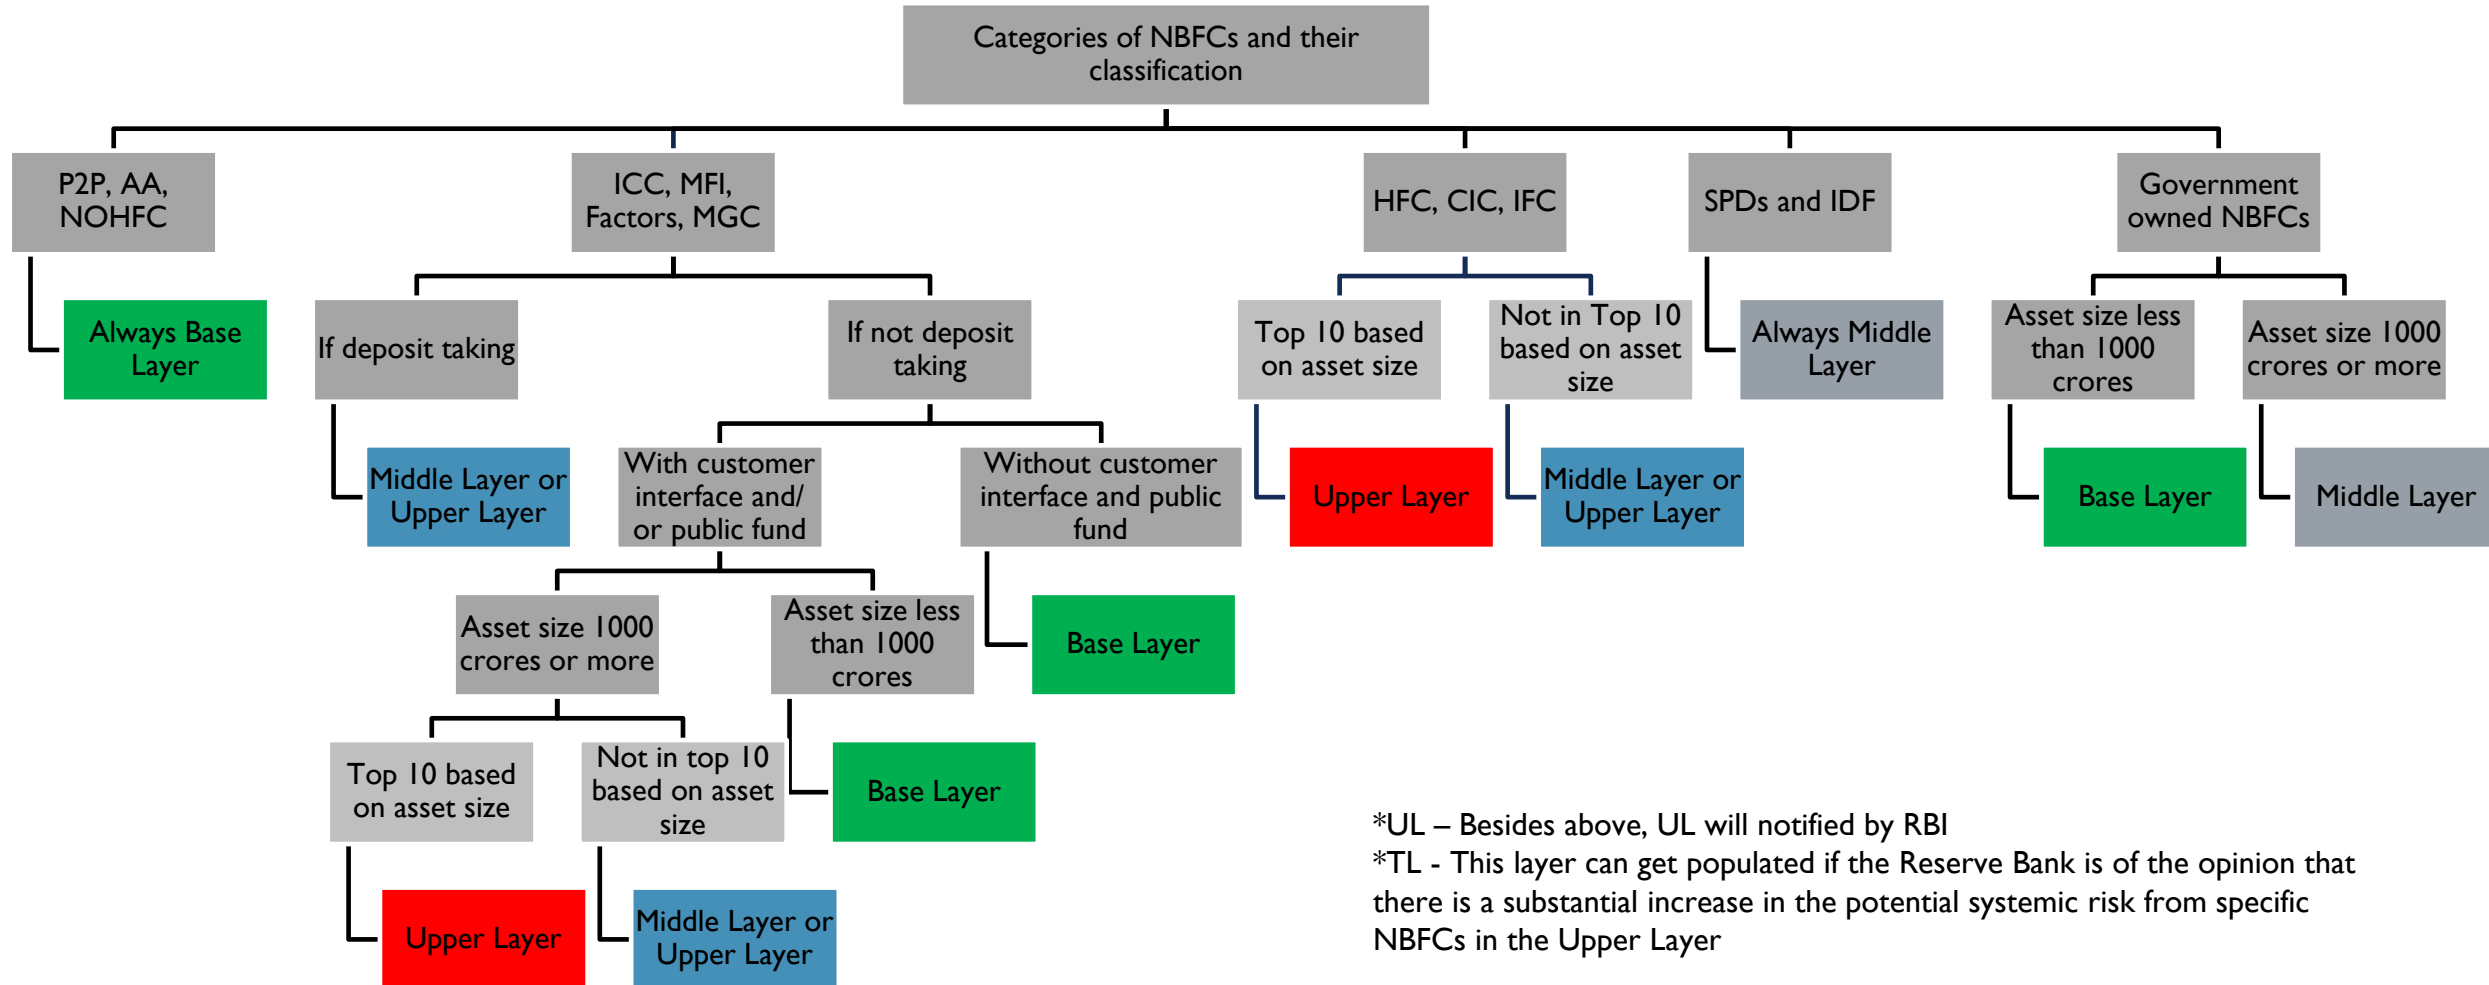 Categories of NBFCs and their
classification
P2P, AA,
NOHFC
ICC, MFI,
Factors, MGC
HFC, CIC, IFC
SPDs and IDF
Government
owned NBFCs
Always Base
Layer
If deposit taking
If not deposit
taking
Top 10 based
on asset size
Not in Top 10
based on asset
size
Always Middle
Layer
Asset size less
than 1000
crores
Asset size 1000
crores or more
Middle Layer or
Upper Layer
With customer
interface and/
or public fund
Without customer
interface and public
fund
Upper Layer
Middle Layer or
Upper Layer
Base Layer
Middle Layer
Asset size 1000
crores or more
Asset size less
than 1000
crores
Base Layer
Top 10 based
on asset size
Not in top 10
based on asset
size
Base Layer
Upper Layer
Middle Layer or
Upper Layer
*UL – Besides above, UL will notified by RBI
*TL - This layer can get populated if the Reserve Bank is of the opinion that
there is a substantial increase in the potential systemic risk from specific
NBFCs in the Upper Layer